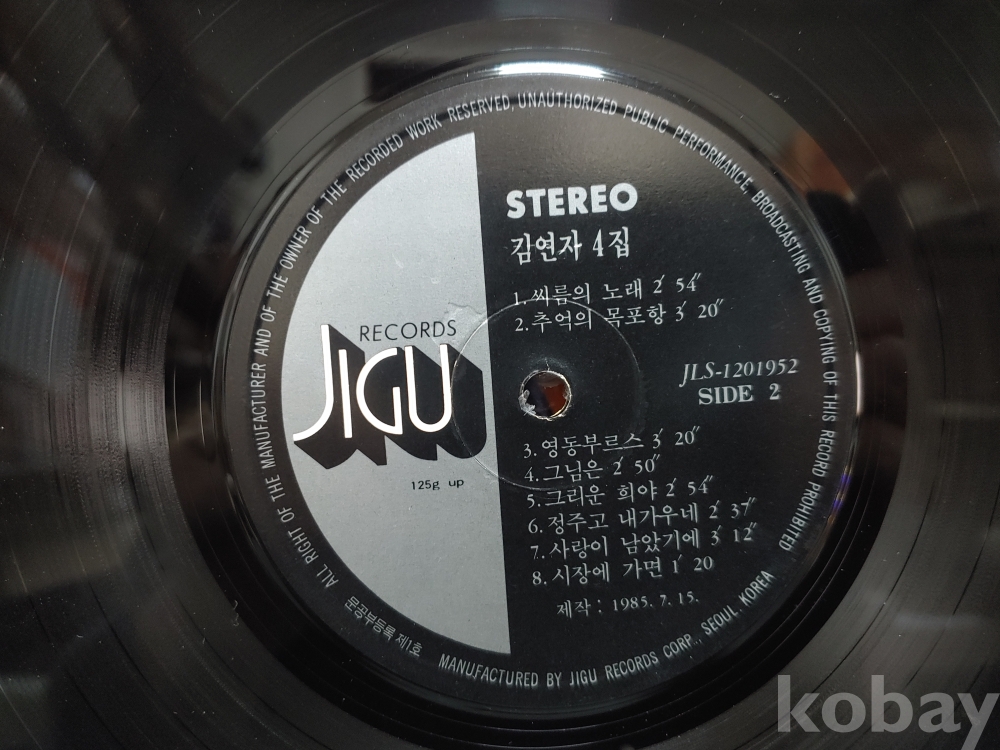 ALL RIGHT OF THE MANUFACTURER AND OF THE OWNER OF THE RECORDED WORK RESERVED, UNAUTHORIZED PUBLIC PERFORMANCE, BROADCASTING AND COPYING OF THIS RECORD PROHIBITED
STEREO
김연자 4집
1. 씨름의 노래 2′ 54″
2. 추억의 목포항 3′ 20″
RECORDS
JIGU
125g up
JLS-1201952
SIDE 2
3. 영동부르스 3′ 20″
4. 그님은 2′ 50″
5. 그리운 희야 2′ 54″
6. 정주고 내가우네 2′ 37″
7. 사랑이 남았기에 3′ 12″
8. 시장에 가면 1′ 20
제작 : 1985. 7. 15.
문공부등록 제1호
MANUFACTURED BY JIGU RECORDS CORP., SEOUL, KOREA
kobay